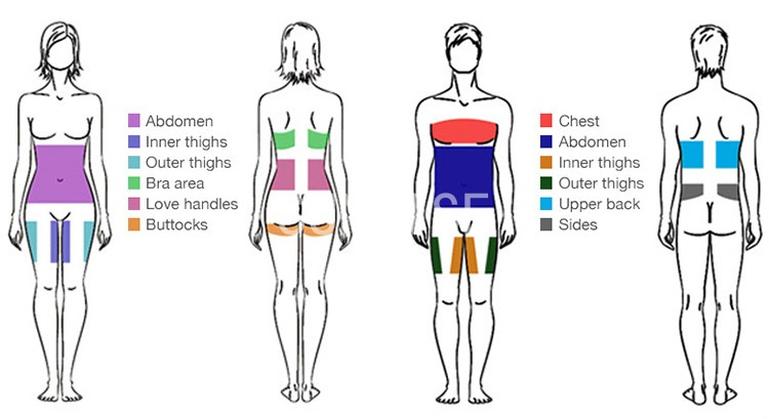 Abdomen
Inner thighs
Outer thighs
Bra area
Love handles
Buttocks
Chest
Abdomen
Inner thighs
Outer thighs
Upper back
Sides